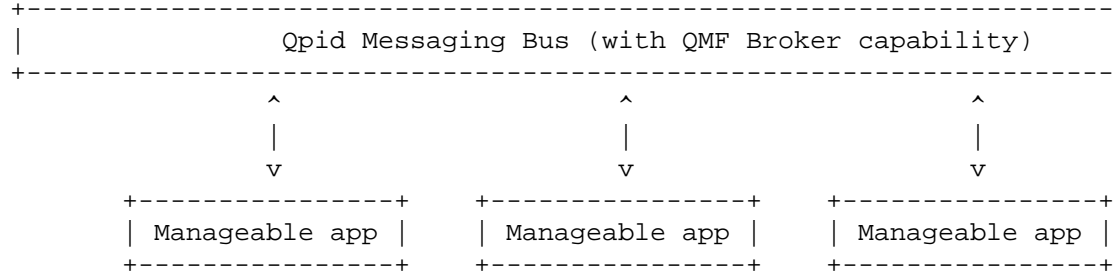 Qpid Messaging Bus (with QMF Broker capability)
Manageable app Manageable app Manageable app